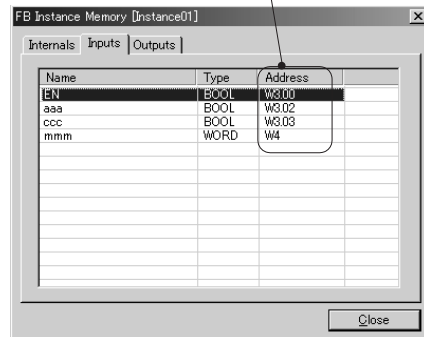 FB Instance Memory [Instance01]
Internals Inputs Outputs
Name Type Address
EN BOOL W3.00
aaa BOOL W3.02
ccc BOOL W3.03
mmm WORD W4
Close